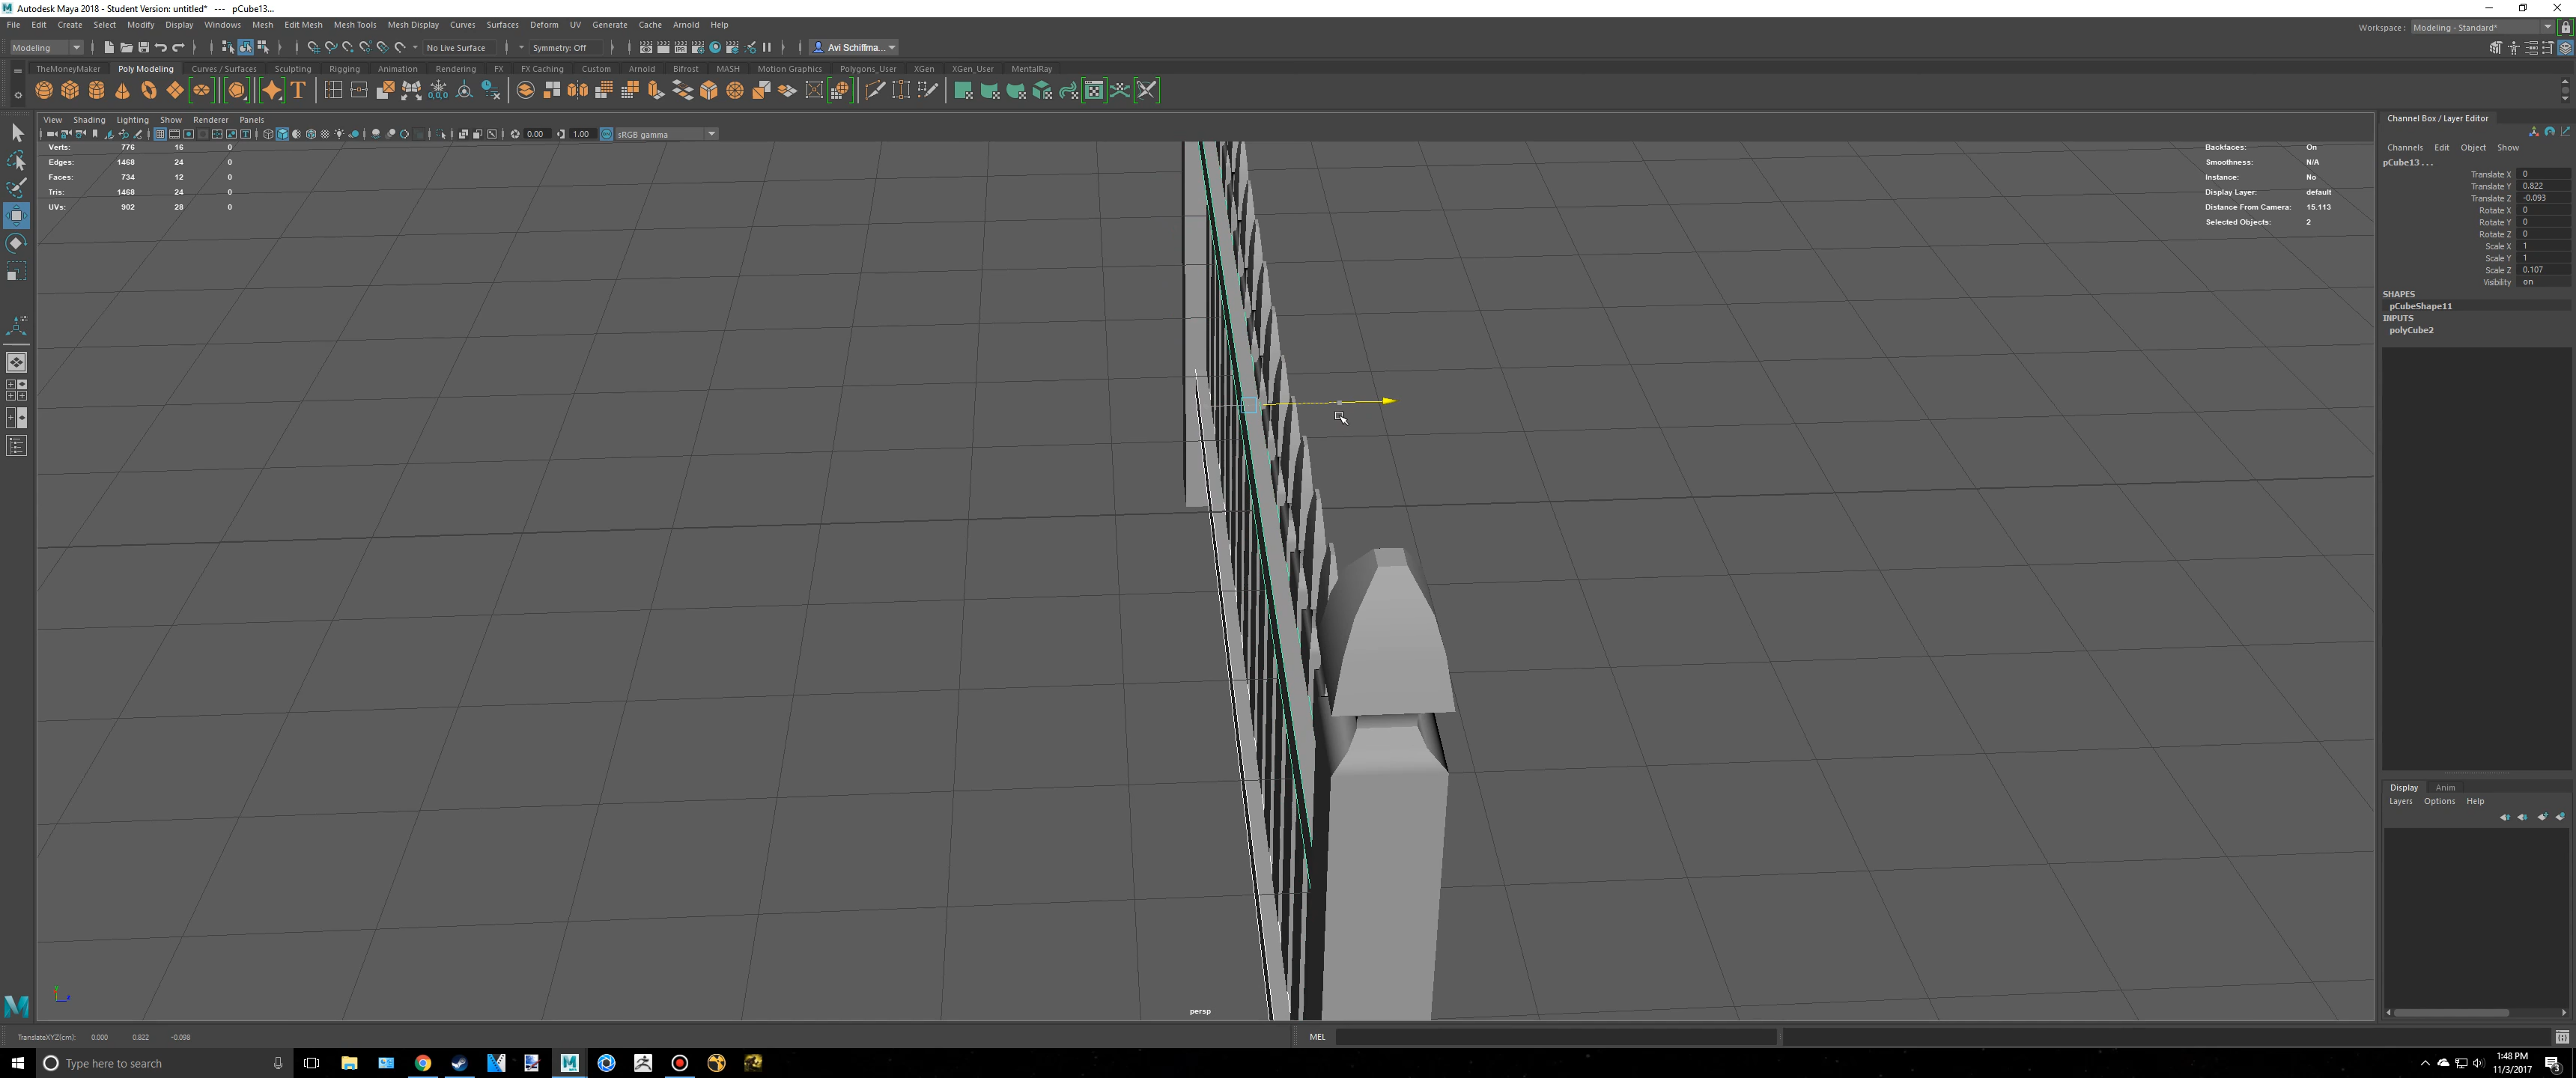 Autodesk Maya 2018 - Student Version: untitled* --- pCube13...
File Edit Create Select Modify Display Windows Mesh Edit Mesh Mesh Tools Mesh Display Curves Surfaces Deform UV Generate Cache Arnold Help
Workspace : Modeling - Standard*
Modeling No Live Surface Symmetry: Off Avi Schiffma...
TheMoneyMaker Poly Modeling Curves / Surfaces Sculpting Rigging Animation Rendering FX FX Caching Custom Arnold Bifrost MASH Motion Graphics Polygons_User XGen XGen_User MentalRay
View Shading Lighting Show Renderer Panels
0.00 1.00 sRGB gamma
Verts: 776 16 0
Edges: 1468 24 0
Faces: 734 12 0
Tris: 1468 24 0
UVs: 902 28 0
Backfaces: On
Smoothness: N/A
Instance: No
Display Layer: default
Distance From Camera: 15.113
Selected Objects: 2
persp
Channel Box / Layer Editor
Channels Edit Object Show
pCube13 . . .
Translate X 0
Translate Y 0.822
Translate Z -0.093
Rotate X 0
Rotate Y 0
Rotate Z 0
Scale X 1
Scale Y 1
Scale Z 0.107
Visibility on
SHAPES
pCubeShape11
INPUTS
polyCube2
Display Anim
Layers Options Help
TranslateXYZ(cm): 0.000 0.822 -0.098
MEL
Type here to search
1:48 PM
11/3/2017